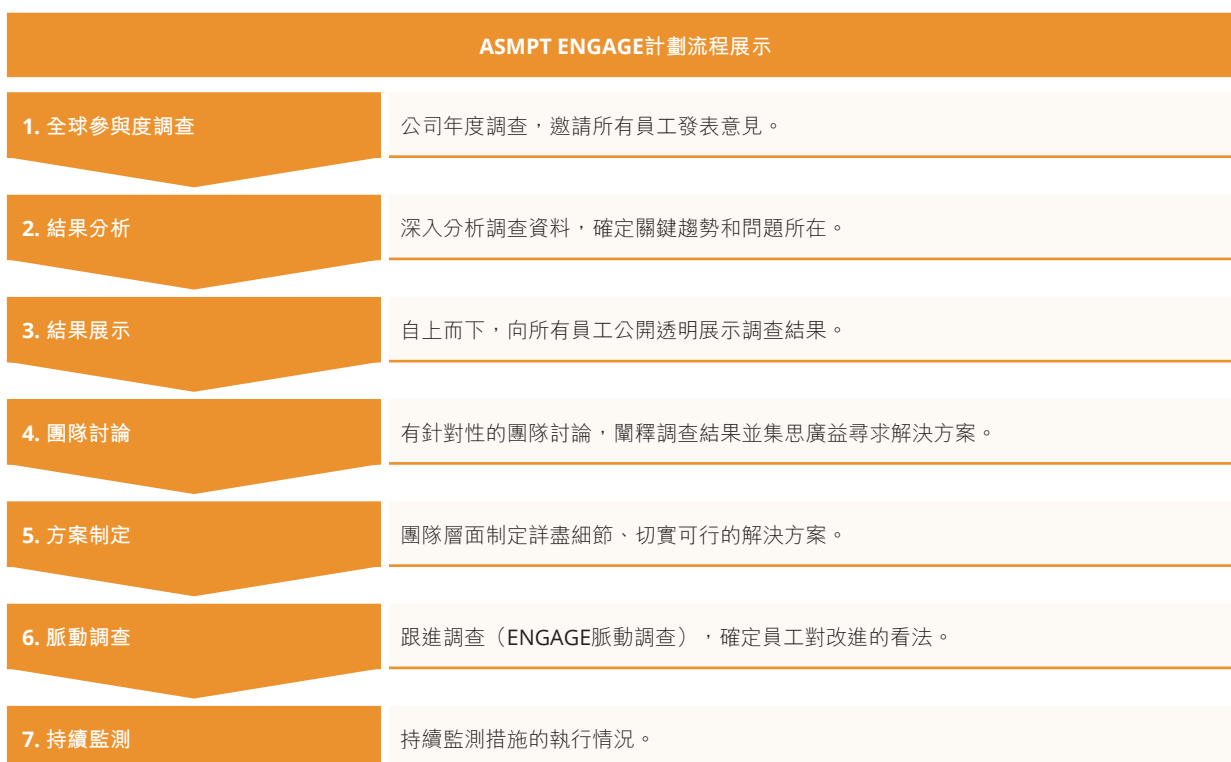 ASMPT ENGAGE計劃流程展示
1. 全球參與度調查
公司年度調查，邀請所有員工發表意見。
2. 結果分析
深入分析調查資料，確定關鍵趨勢和問題所在。
3. 結果展示
自上而下，向所有員工公開透明展示調查結果。
4. 團隊討論
有針對性的團隊討論，闡釋調查結果並集思廣益尋求解決方案。
5. 方案制定
團隊層面制定詳盡細節、切實可行的解決方案。
6. 脈動調查
跟進調查（ENGAGE脈動調查），確定員工對改進的看法。
7. 持續監測
持續監測措施的執行情況。